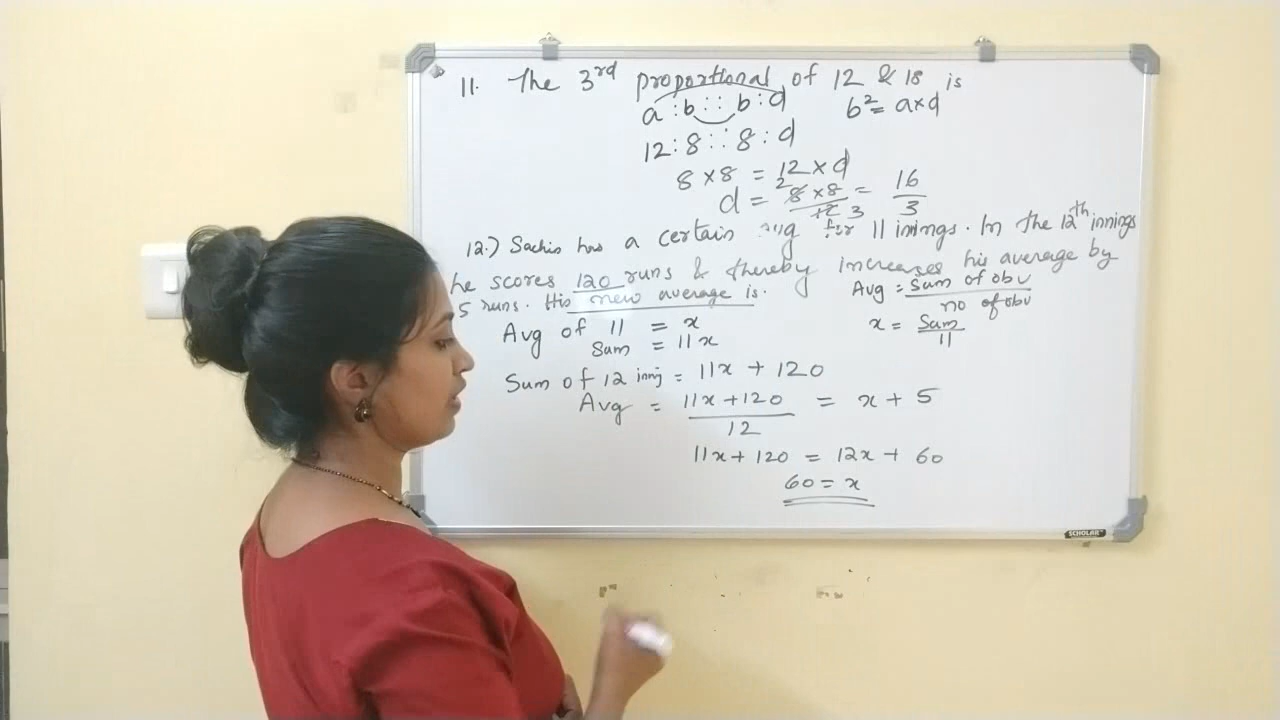 11. The 3rd proportional of 12 & 18 is
a : b :: b : d b² = a×d
12 : 8 :: 8 : d
8 × 8 = 12 × d
d = 8 × 8 / 12 = 16 / 3
2 3
12.) Sachin has a certain avg for 11 innings. In the 12th innings
he scores 120 runs & thereby increases his average by
5 runs. His new average is.
Avg = Sum of obv / no of obv
Avg of 11 = x
x = Sum / 11
Sum = 11x
Sum of 12 inng = 11x + 120
Avg = 11x + 120 / 12 = x + 5
11x + 120 = 12x + 60
60 = x
SCHOLAR